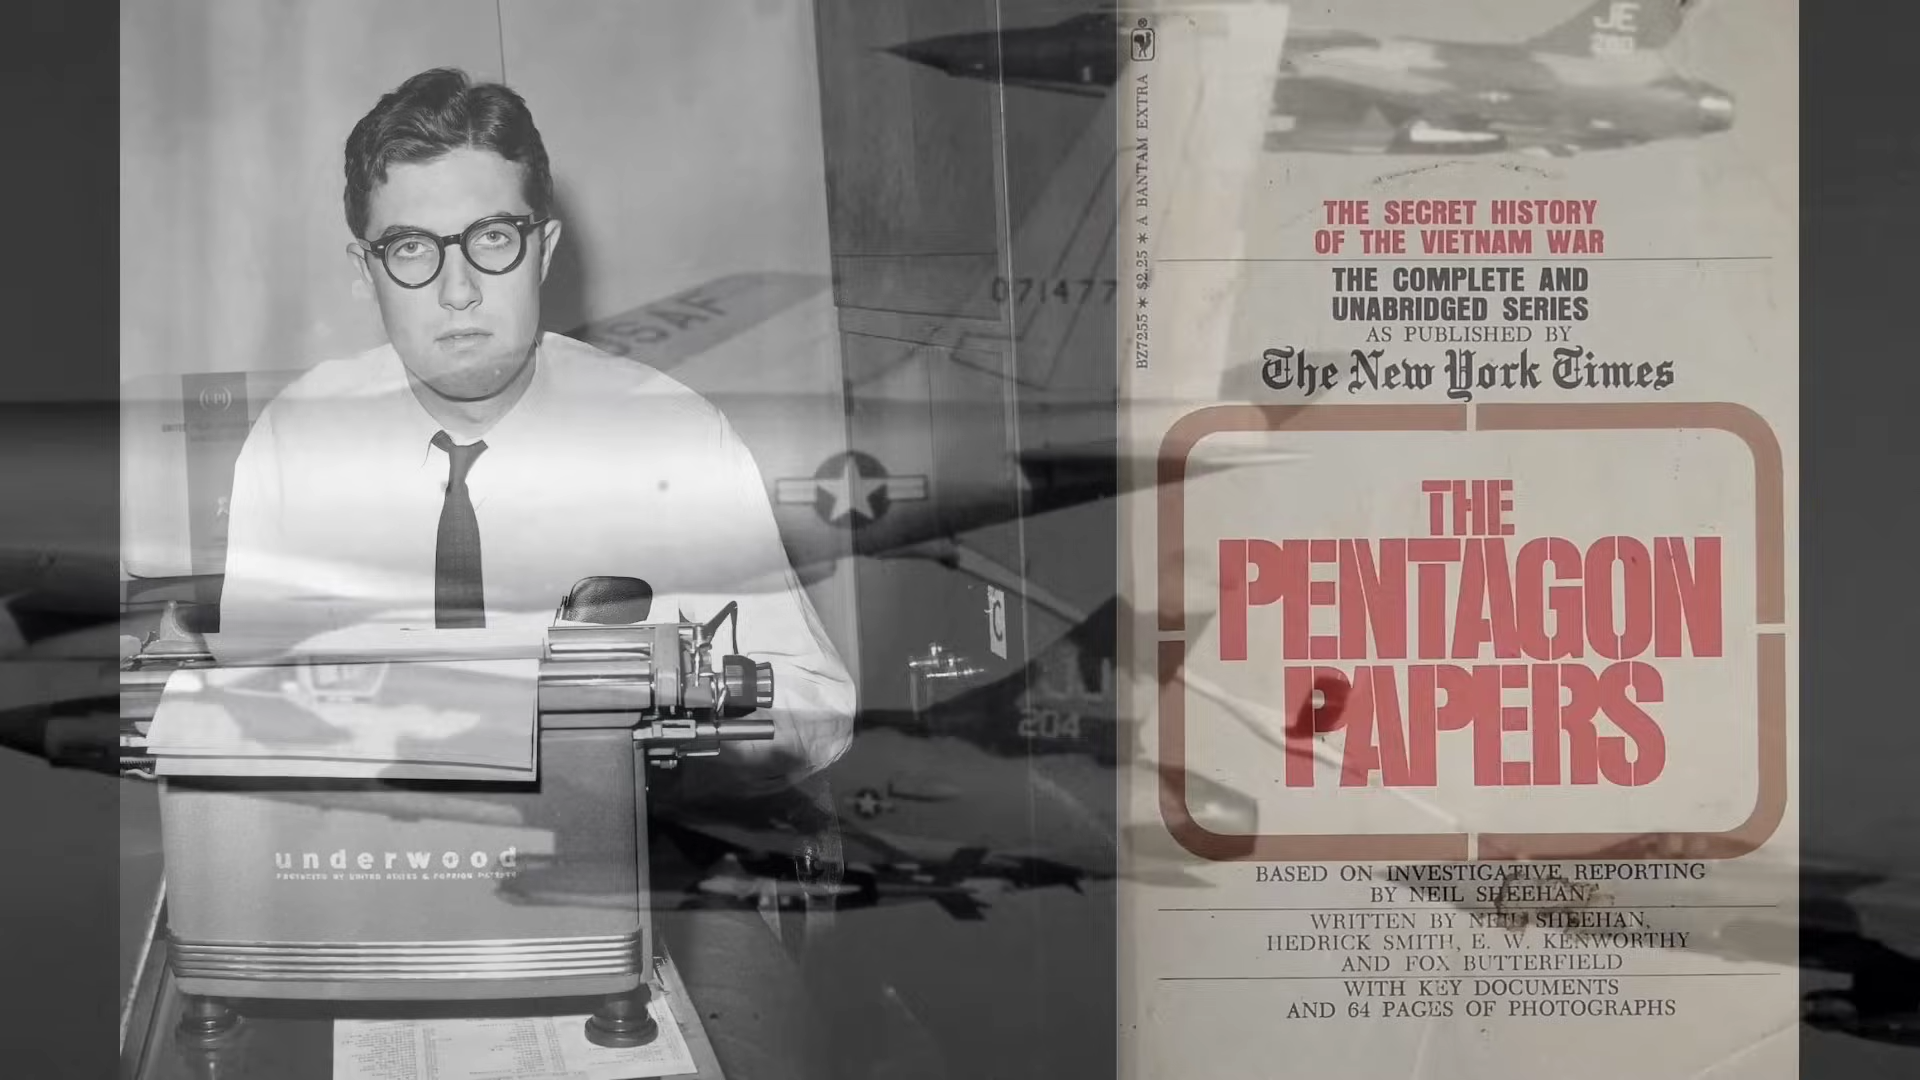 USAF
071477
(UPI)
204
C
underwood
JE
280
BZ7255 * $2.25 * A BANTAM EXTRA
®
THE SECRET HISTORY
OF THE VIETNAM WAR
THE COMPLETE AND
UNABRIDGED SERIES
AS PUBLISHED BY
The New York Times
THE
PENTAGON
PAPERS
BASED ON INVESTIGATIVE REPORTING
BY NEIL SHEEHAN
WRITTEN BY NEIL SHEEHAN,
HEDRICK SMITH, E. W. KENWORTHY
AND FOX BUTTERFIELD
WITH KEY DOCUMENTS
AND 64 PAGES OF PHOTOGRAPHS